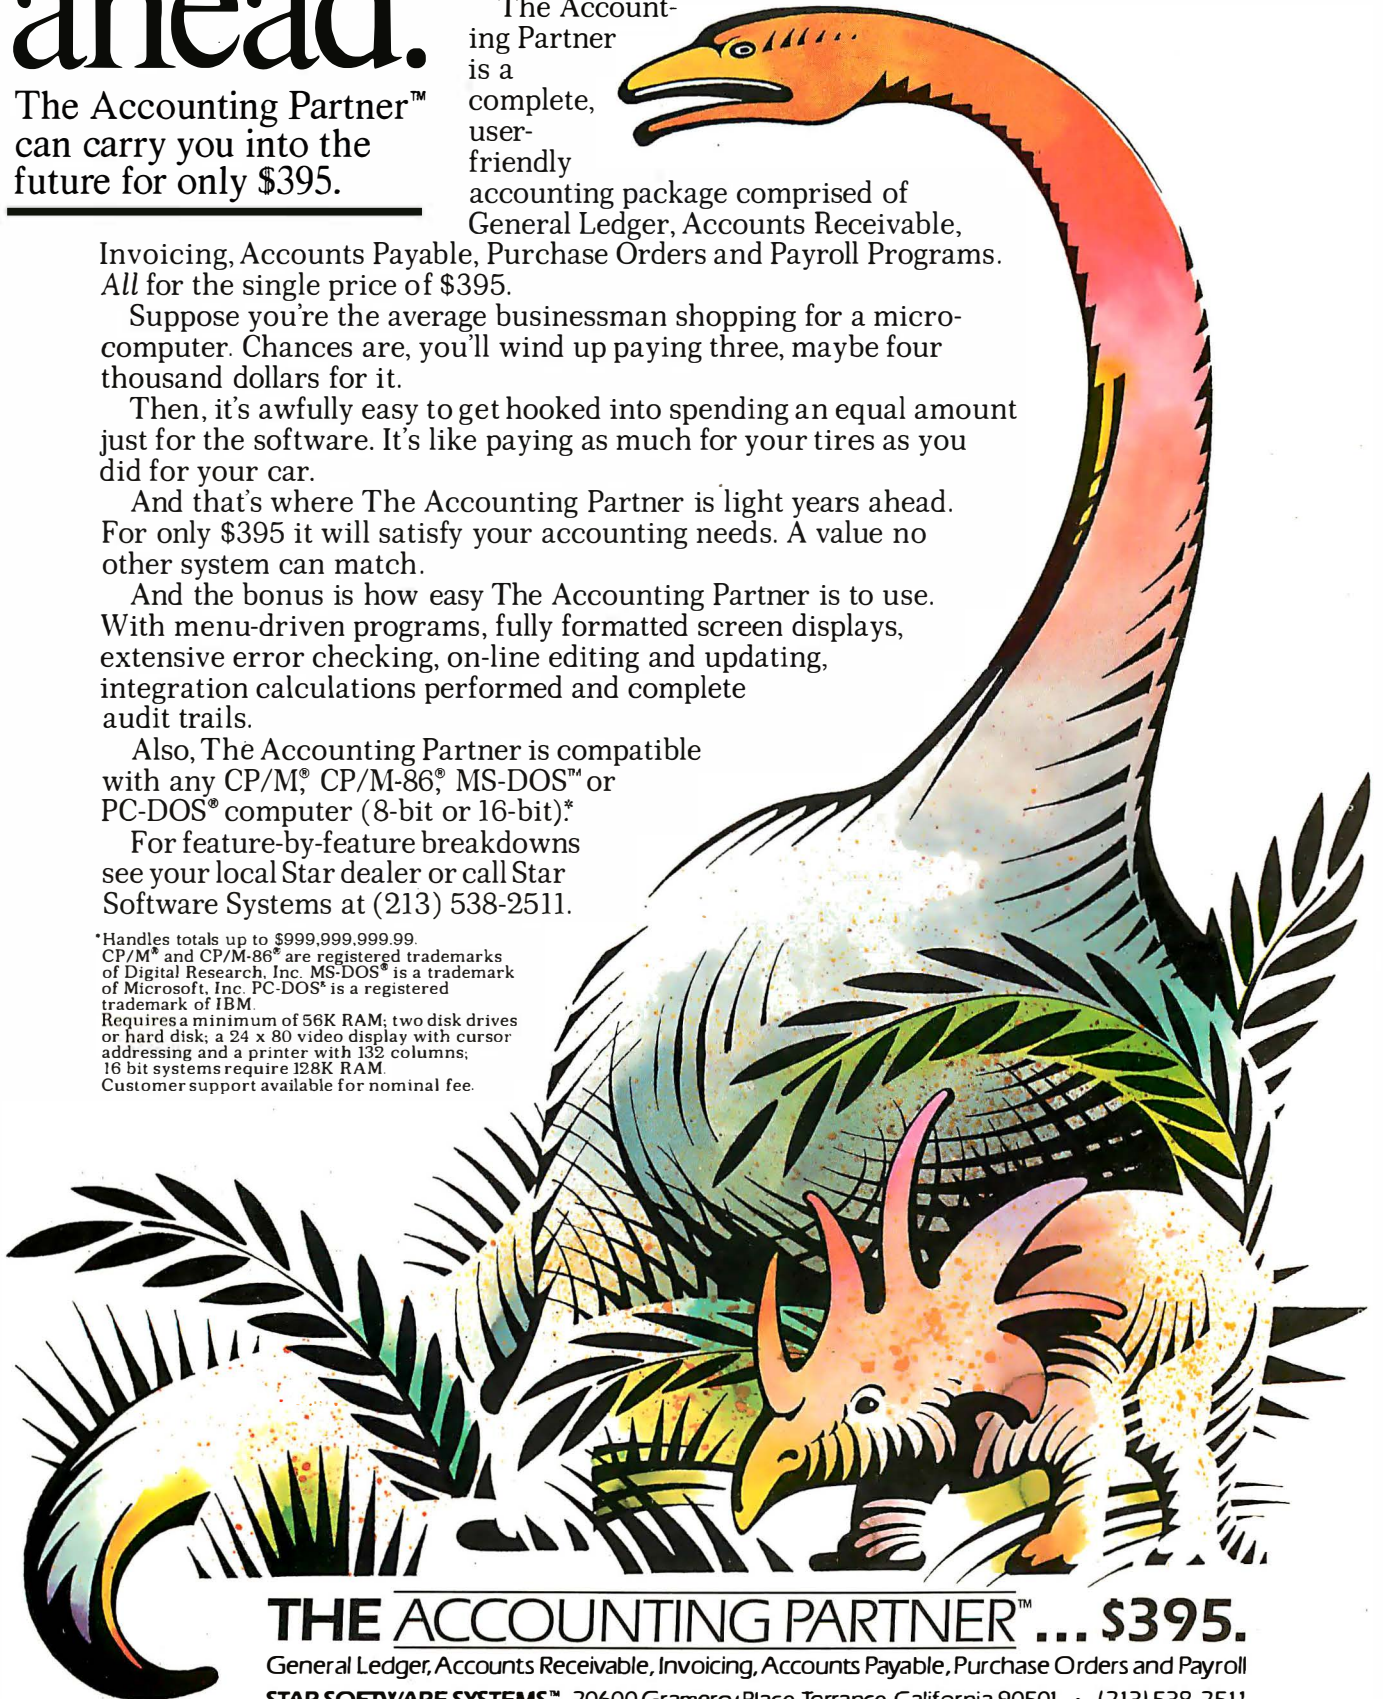 ahead.
The Accounting Partner™
can carry you into the
future for only $395.
The Account-
ing Partner
is a
complete,
user-
friendly
accounting package comprised of
General Ledger, Accounts Receivable,
Invoicing, Accounts Payable, Purchase Orders and Payroll Programs.
All for the single price of $395.
Suppose you're the average businessman shopping for a micro-
computer. Chances are, you'll wind up paying three, maybe four
thousand dollars for it.
Then, it's awfully easy to get hooked into spending an equal amount
just for the software. It's like paying as much for your tires as you
did for your car.
And that's where The Accounting Partner is light years ahead.
For only $395 it will satisfy your accounting needs. A value no
other system can match.
And the bonus is how easy The Accounting Partner is to use.
With menu-driven programs, fully formatted screen displays,
extensive error checking, on-line editing and updating,
integration calculations performed and complete
audit trails.
Also, The Accounting Partner is compatible
with any CP/M®, CP/M-86®, MS-DOS™ or
PC-DOS® computer (8-bit or 16-bit).*
For feature-by-feature breakdowns
see your local Star dealer or call Star
Software Systems at (213) 538-2511.
*Handles totals up to $999,999,999.99.
CP/M® and CP/M-86® are registered trademarks
of Digital Research, Inc. MS-DOS® is a trademark
of Microsoft, Inc. PC-DOS® is a registered
trademark of IBM.
Requires a minimum of 56K RAM; two disk drives
or hard disk; a 24 x 80 video display with cursor
addressing and a printer with 132 columns;
16 bit systems require 128K RAM.
Customer support available for nominal fee.
THE ACCOUNTING PARTNER™... $395.
General Ledger, Accounts Receivable, Invoicing, Accounts Payable, Purchase Orders and Payroll
STAR SOFTWARE SYSTEMS™ 20600 Gramercy Place, Torrance, California 90501 • (213) 538-2511